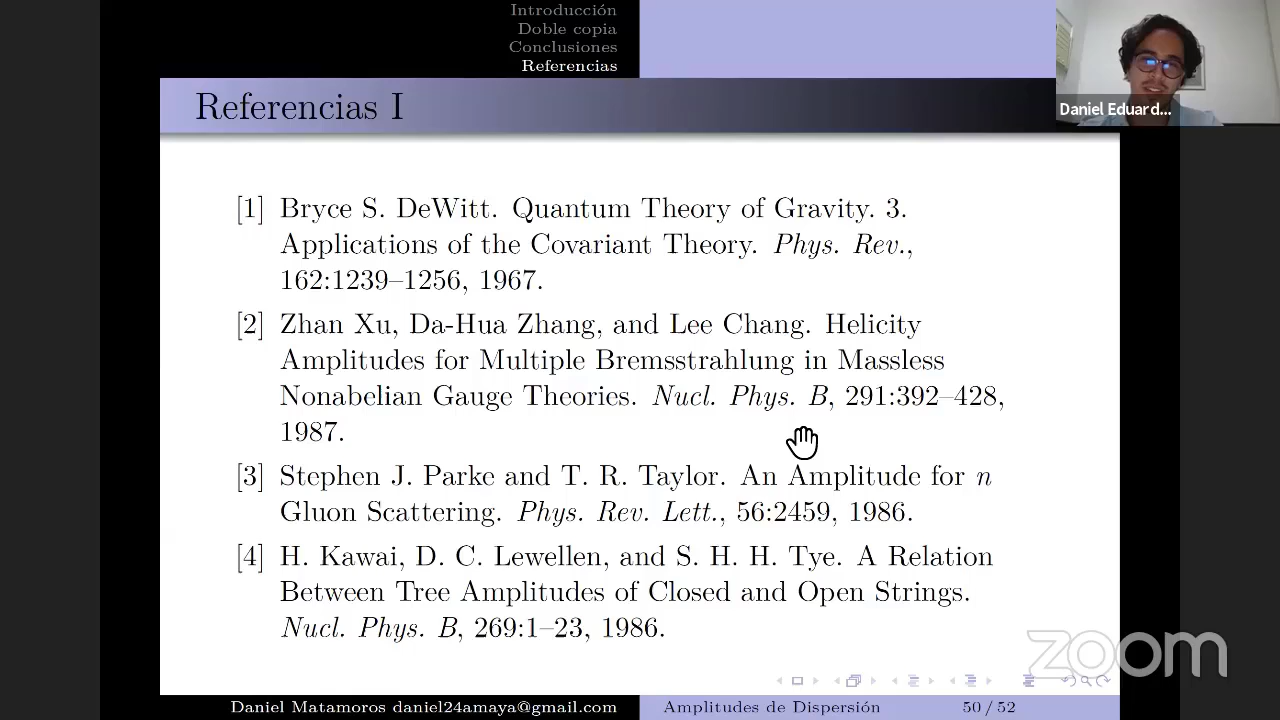 Introducción
Doble copia
Conclusiones
Referencias
Daniel Eduard...
Referencias I
[1] Bryce S. DeWitt. Quantum Theory of Gravity. 3.
Applications of the Covariant Theory. Phys. Rev.,
162:1239–1256, 1967.
[2] Zhan Xu, Da-Hua Zhang, and Lee Chang. Helicity
Amplitudes for Multiple Bremsstrahlung in Massless
Nonabelian Gauge Theories. Nucl. Phys. B, 291:392–428,
1987.
[3] Stephen J. Parke and T. R. Taylor. An Amplitude for n
Gluon Scattering. Phys. Rev. Lett., 56:2459, 1986.
[4] H. Kawai, D. C. Lewellen, and S. H. H. Tye. A Relation
Between Tree Amplitudes of Closed and Open Strings.
Nucl. Phys. B, 269:1–23, 1986.
zoom
Daniel Matamoros daniel24amaya@gmail.com Amplitudes de Dispersión 50 / 52